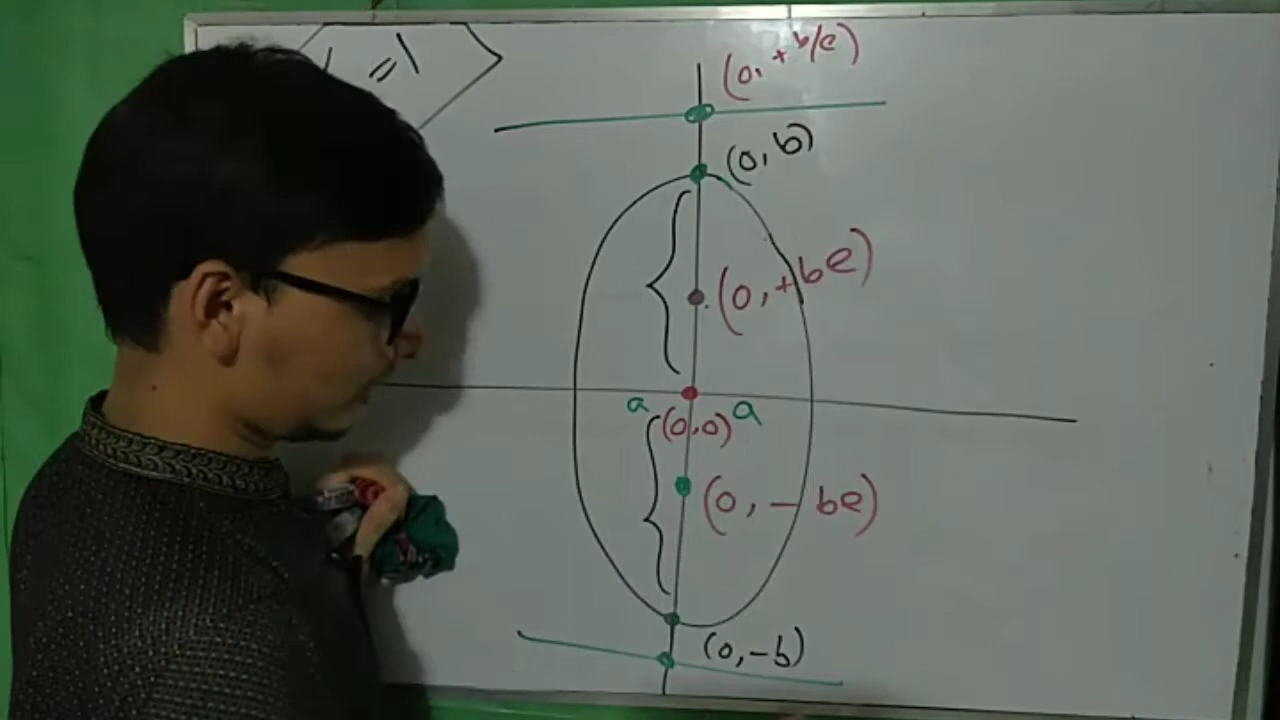 = 1
(0, + b/e)
(0, b)
(0, + be)
a a
(0,0)
(0, - be)
(0, -b)